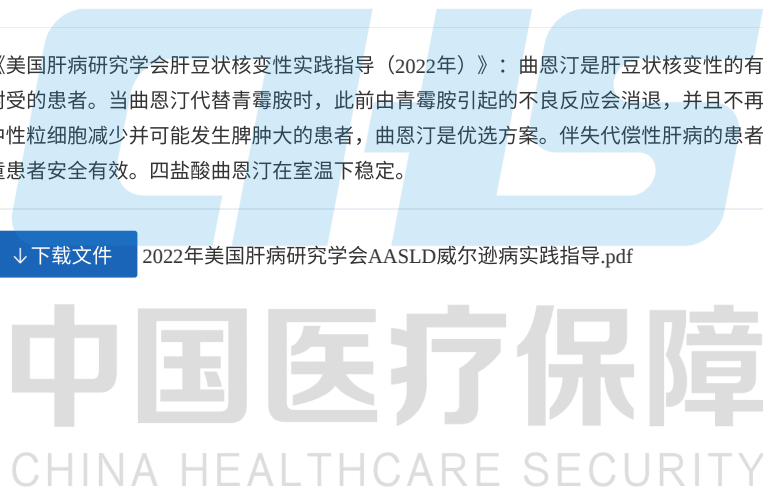 《美国肝病研究学会肝豆状核变性实践指导（2022年）》：曲恩汀是肝豆状核变性的有
耐受的患者。当曲恩汀代替青霉胺时，此前由青霉胺引起的不良反应会消退，并且不再
中性粒细胞减少并可能发生脾肿大的患者，曲恩汀是优选方案。伴失代偿性肝病的患者
童患者安全有效。四盐酸曲恩汀在室温下稳定。
↓下载文件 2022年美国肝病研究学会AASLD威尔逊病实践指导.pdf
CHS
中国医疗保障
CHINA HEALTHCARE SECURITY